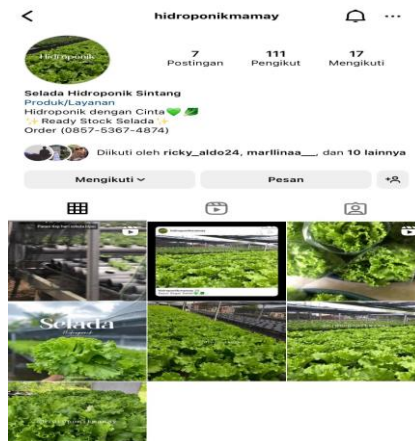 hidroponikmamay
Hidroponik
7
Postingan
111
Pengikut
17
Mengikuti
Selada Hidroponik Sintang
Produk/Layanan
Hidroponik dengan Cinta💚 🥬
✨Ready Stock Selada✨
Order (0857-5367-4874)
Diikuti oleh ricky_aldo24, marllinaa__, dan 10 lainnya
Mengikuti
Pesan
Selada